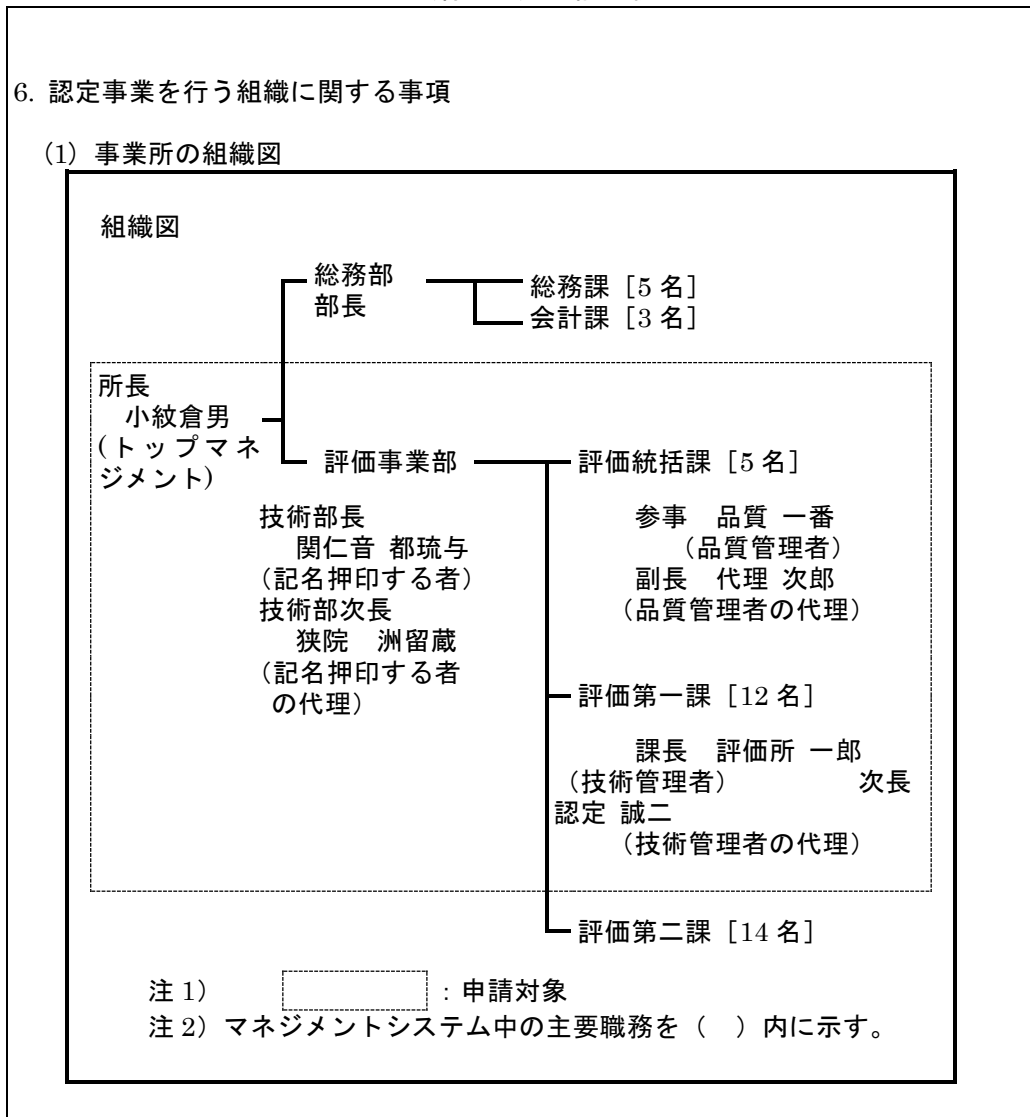 6. 認定事業を行う組織に関する事項
(1) 事業所の組織図
組織図
総務部
部長
総務課［5 名］
会計課［3 名］
所長
小紋倉男
(トップマネ
ジメント)
評価事業部
技術部長
関仁音 都琉与
（記名押印する者）
技術部次長
狭院 洲留蔵
（記名押印する者
の代理）
評価統括課［5 名］
参事 品質 一番
（品質管理者）
副長 代理 次郎
（品質管理者の代理）
評価第一課［12 名］
課長 評価所 一郎
（技術管理者） 次長
認定 誠二
（技術管理者の代理）
評価第二課［14 名］
注 1） : 申請対象
注 2）マネジメントシステム中の主要職務を（ ）内に示す。